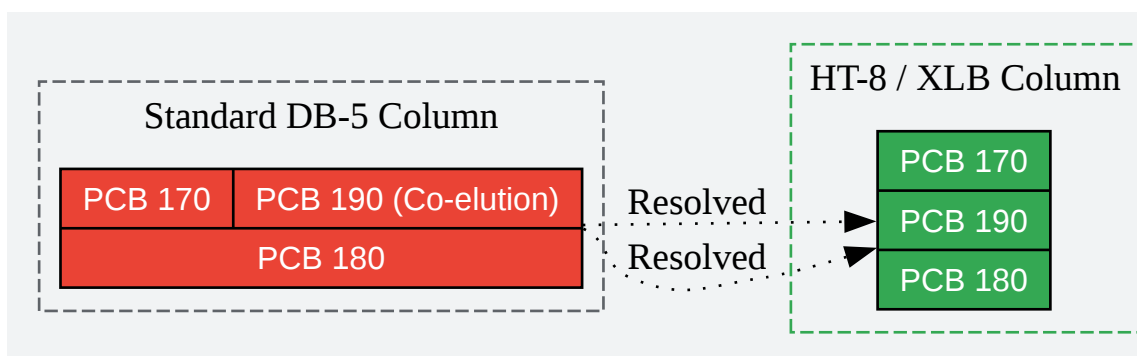 Standard DB-5 Column
PCB 170
PCB 190 (Co-elution)
PCB 180
Resolved
Resolved
HT-8 / XLB Column
PCB 170
PCB 190
PCB 180